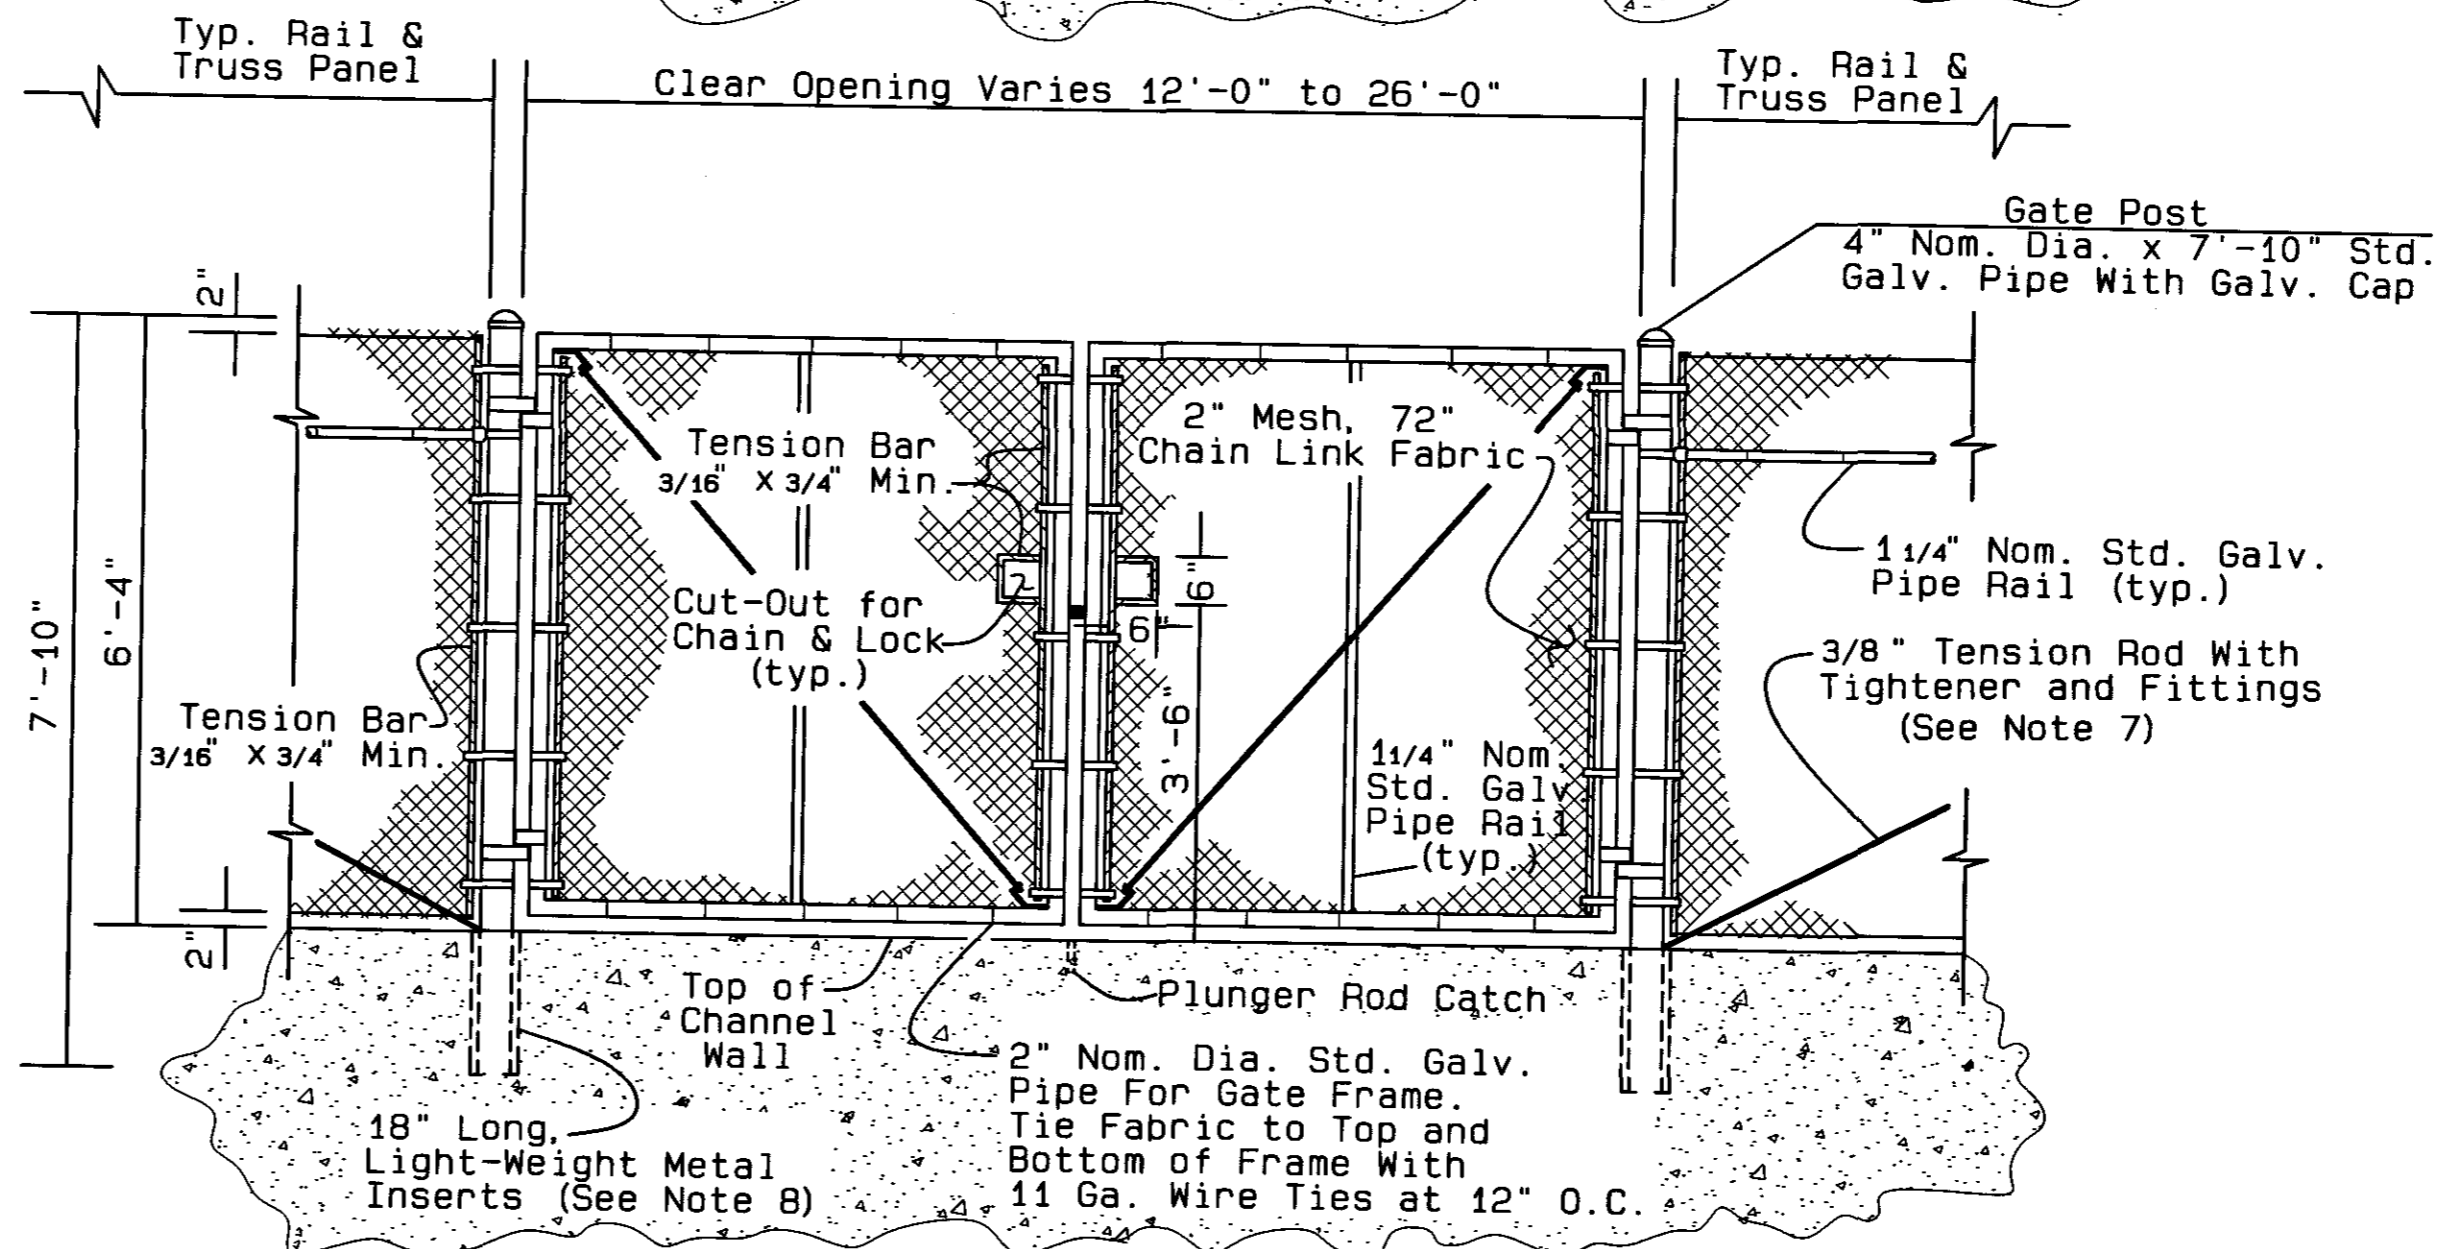 Typ. Rail &
Truss Panel
Clear Opening Varies 12'-0" to 26'-0"
Typ. Rail &
Truss Panel
Gate Post
4" Nom. Dia. x 7'-10" Std.
Galv. Pipe With Galv. Cap
2"
Tension Bar
3/16" X 3/4" Min.
2" Mesh, 72"
Chain Link Fabric
1 1/4" Nom. Std. Galv.
Pipe Rail (typ.)
6"
6"
Cut-Out for
Chain & Lock
(typ.)
3/8" Tension Rod With
Tightener and Fittings
(See Note 7)
7'-10"
6'-4"
3'-6"
Tension Bar
3/16" X 3/4" Min.
1 1/4" Nom.
Std. Galv.
Pipe Rail
(typ.)
2"
Top of
Channel
Wall
Plunger Rod Catch
2" Nom. Dia. Std. Galv.
Pipe For Gate Frame.
Tie Fabric to Top and
Bottom of Frame With
11 Ga. Wire Ties at 12" O.C.
18" Long,
Light-Weight Metal
Inserts (See Note 8)